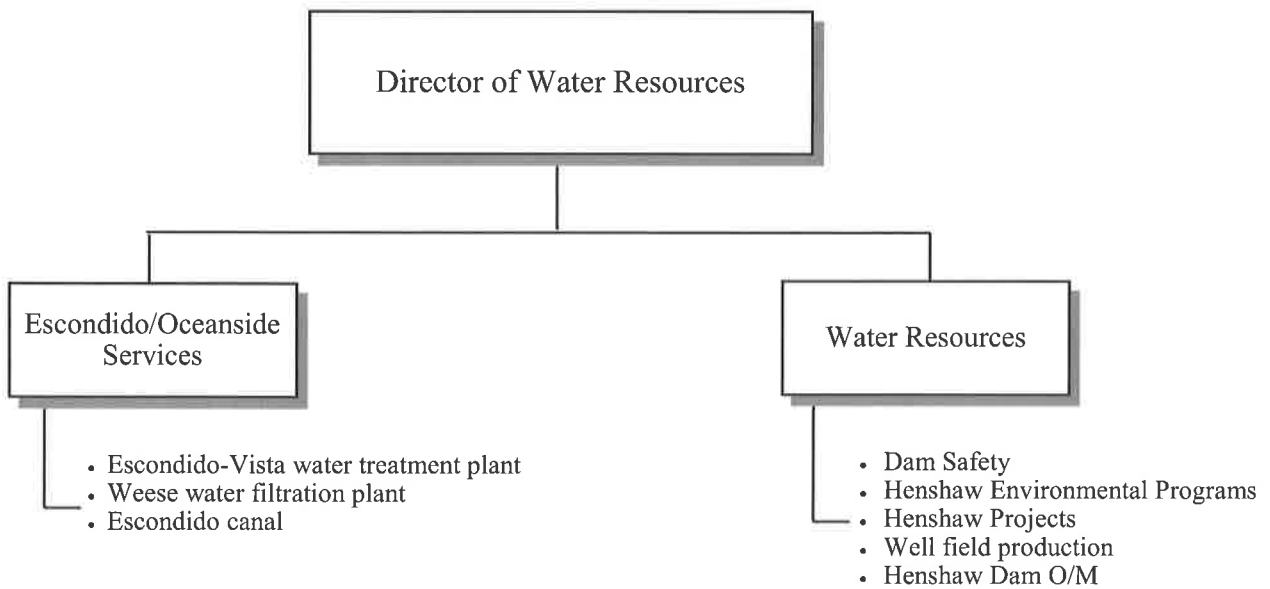 Director of Water Resources
Escondido/Oceanside
Services
Water Resources
• Escondido-Vista water treatment plant
• Weese water filtration plant
• Escondido canal
• Dam Safety
• Henshaw Environmental Programs
• Henshaw Projects
• Well field production
• Henshaw Dam O/M